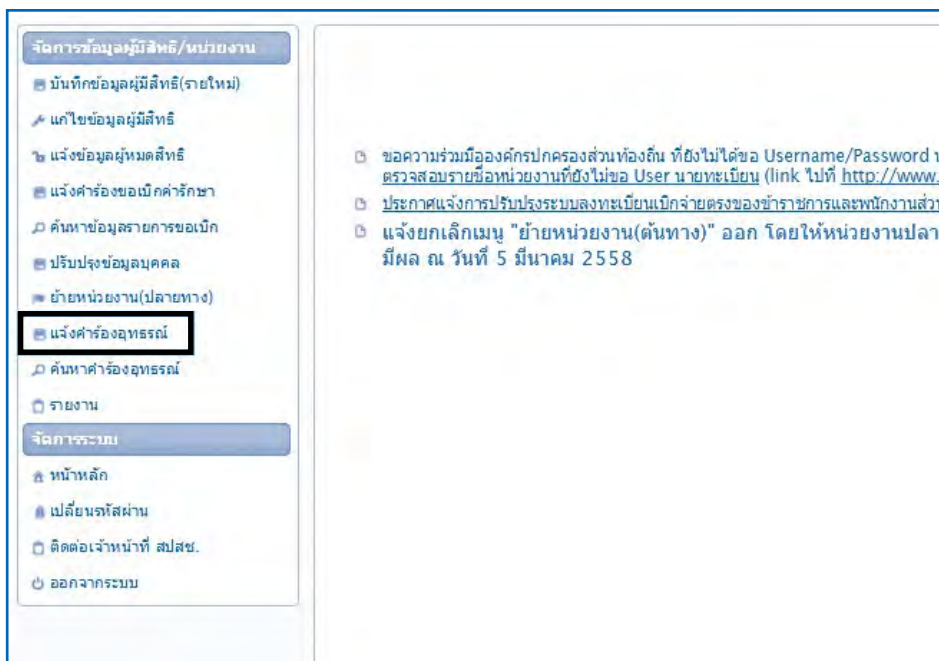 จัดการข้อมูลผู้มีสิทธิ/หน่วยงาน
บันทึกข้อมูลผู้มีสิทธิ(รายใหม่)
แก้ไขข้อมูลผู้มีสิทธิ
แจ้งข้อมูลผู้หมดสิทธิ
แจ้งคำร้องขอเบิกค่ารักษา
ค้นหาข้อมูลรายการขอเบิก
ปรับปรุงข้อมูลบุคคล
ย้ายหน่วยงาน(ปลายทาง)
แจ้งคำร้องอุทธรณ์
ค้นหาคำร้องอุทธรณ์
รายงาน
จัดการระบบ
หน้าหลัก
เปลี่ยนรหัสผ่าน
ติดต่อเจ้าหน้าที่ สปสช.
ออกจากระบบ
ขอความร่วมมือองค์กรปกครองส่วนท้องถิ่น ที่ยังไม่ได้ขอ Username/Password
ตรวจสอบรายชื่อหน่วยงานที่ยังไม่ขอ User นายทะเบียน (link ไปที่ http://www.
ประกาศแจ้งการปรับปรุงระบบลงทะเบียนเบิกจ่ายตรงของข้าราชการและพนักงานส่วน
แจ้งยกเลิกเมนู "ย้ายหน่วยงาน(ต้นทาง)" ออก โดยให้หน่วยงานปลา
มีผล ณ วันที่ 5 มีนาคม 2558